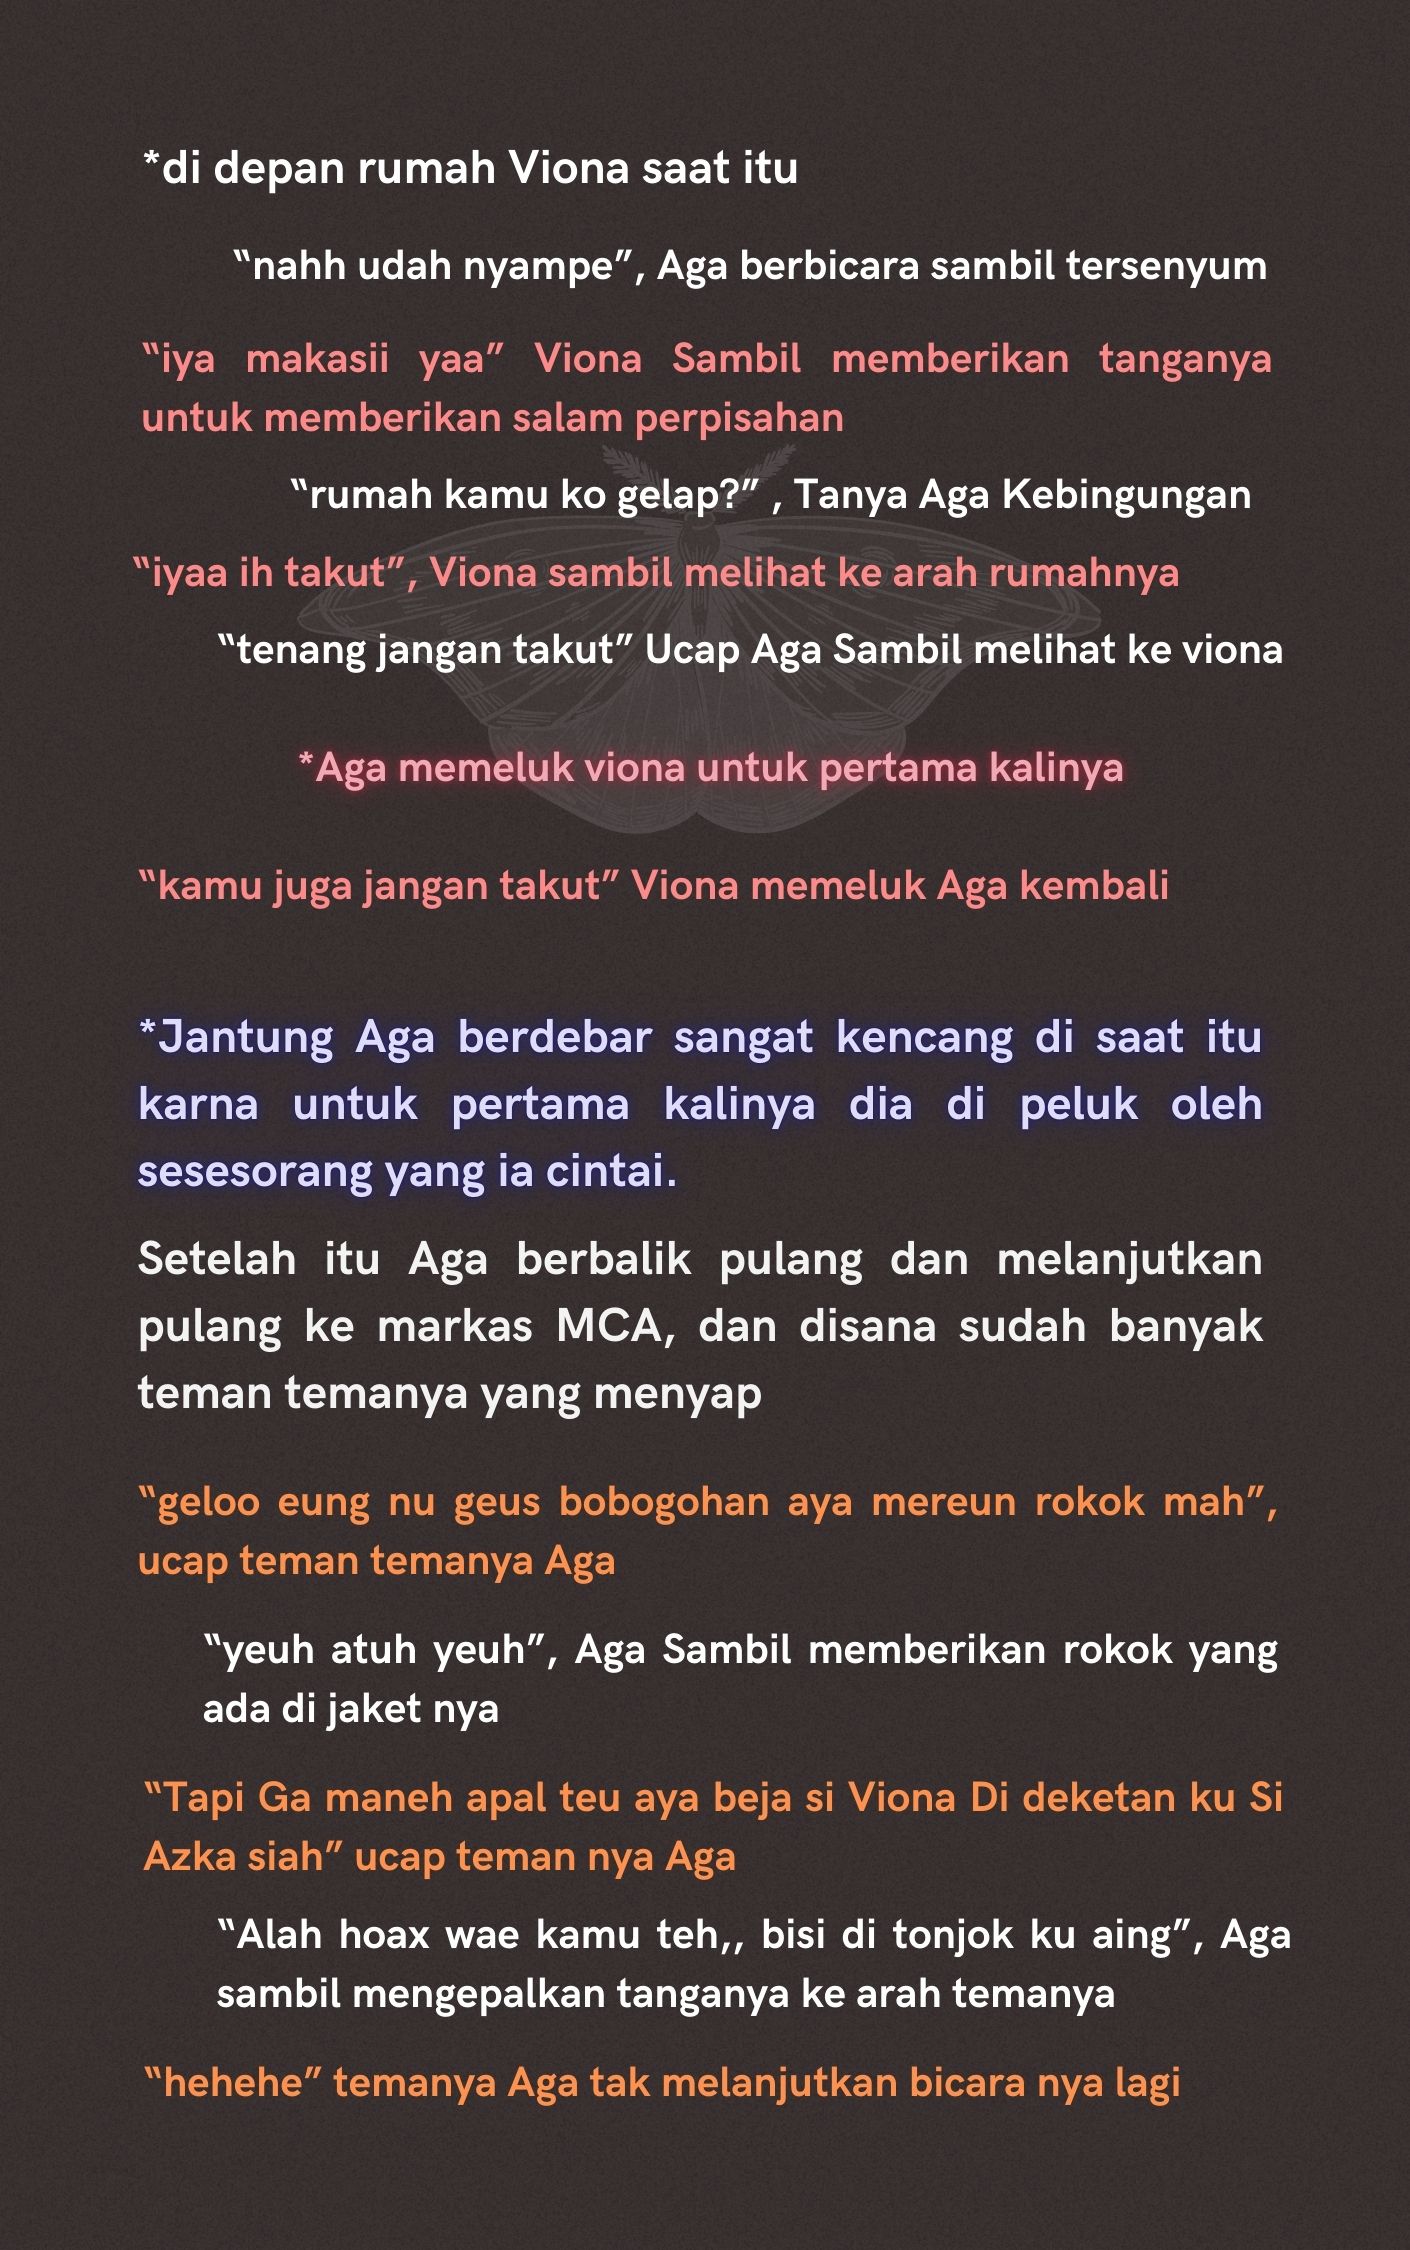 *di depan rumah Viona saat itu
“nahh udah nyampe”, Aga berbicara sambil tersenyum
“iya makasii yaa” Viona Sambil memberikan tanganya
untuk memberikan salam perpisahan
“rumah kamu ko gelap?” , Tanya Aga Kebingungan
“iyaa ih takut”, Viona sambil melihat ke arah rumahnya
“tenang jangan takut” Ucap Aga Sambil melihat ke viona
*Aga memeluk viona untuk pertama kalinya
“kamu juga jangan takut” Viona memeluk Aga kembali
*Jantung Aga berdebar sangat kencang di saat itu
karna untuk pertama kalinya dia di peluk oleh
sesesorang yang ia cintai.
Setelah itu Aga berbalik pulang dan melanjutkan
pulang ke markas MCA, dan disana sudah banyak
teman temanya yang menyap
“geloo eung nu geus bobogohan aya mereun rokok mah”,
ucap teman temanya Aga
“yeuh atuh yeuh”, Aga Sambil memberikan rokok yang
ada di jaket nya
“Tapi Ga maneh apal teu aya beja si Viona Di deketan ku Si
Azka siah” ucap teman nya Aga
“Alah hoax wae kamu teh,, bisi di tonjok ku aing”, Aga
sambil mengepalkan tanganya ke arah temanya
“hehehe” temanya Aga tak melanjutkan bicara nya lagi